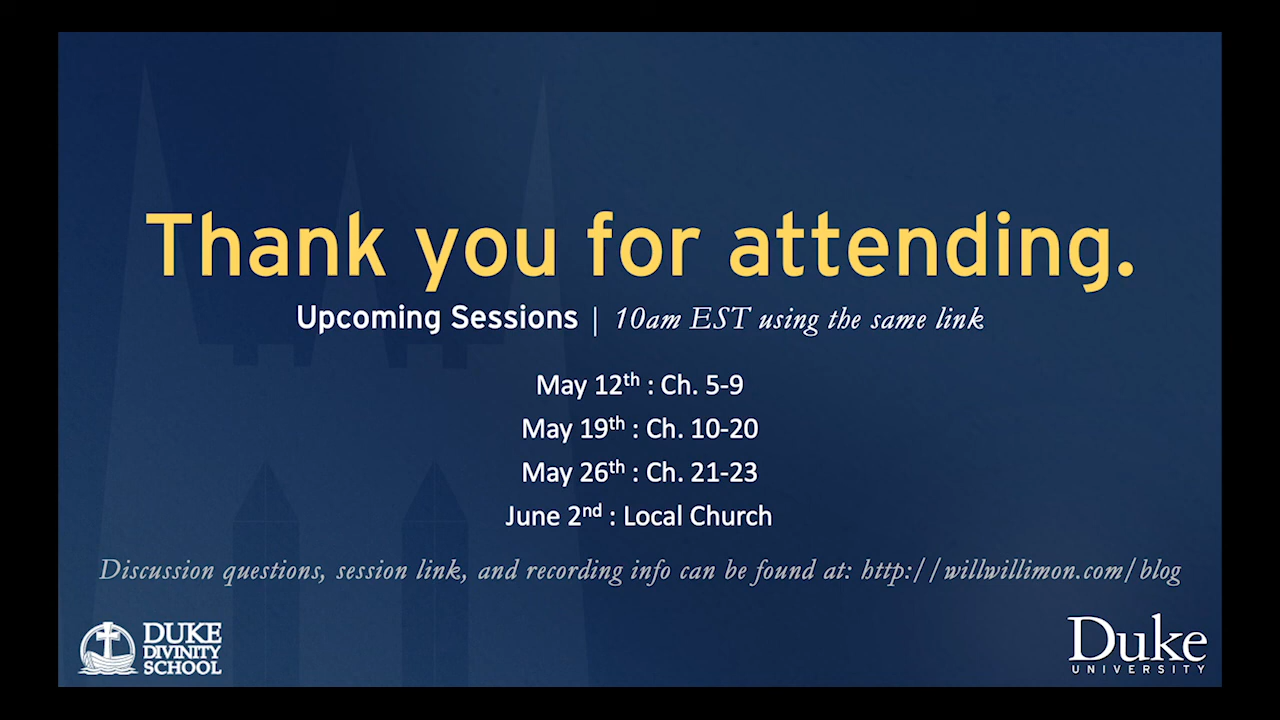 Thank you for attending.
Upcoming Sessions | 10am EST using the same link
May 12th : Ch. 5-9
May 19th : Ch. 10-20
May 26th : Ch. 21-23
June 2nd : Local Church
Discussion questions, session link, and recording info can be found at: http://willwillimon.com/blog
DUKE
DIVINITY
SCHOOL
Duke
UNIVERSITY